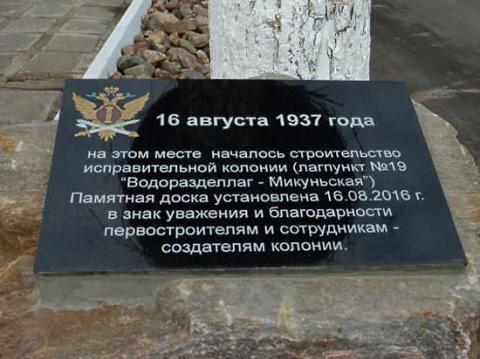 16 августа 1937 года
на этом месте началось строительство
исправительной колонии (лагпункт №19
"Водоразделлаг - Микуньская")
Памятная доска установлена 16.08.2016 г.
в знак уважения и благодарности
первостроителям и сотрудникам -
создателям колонии.